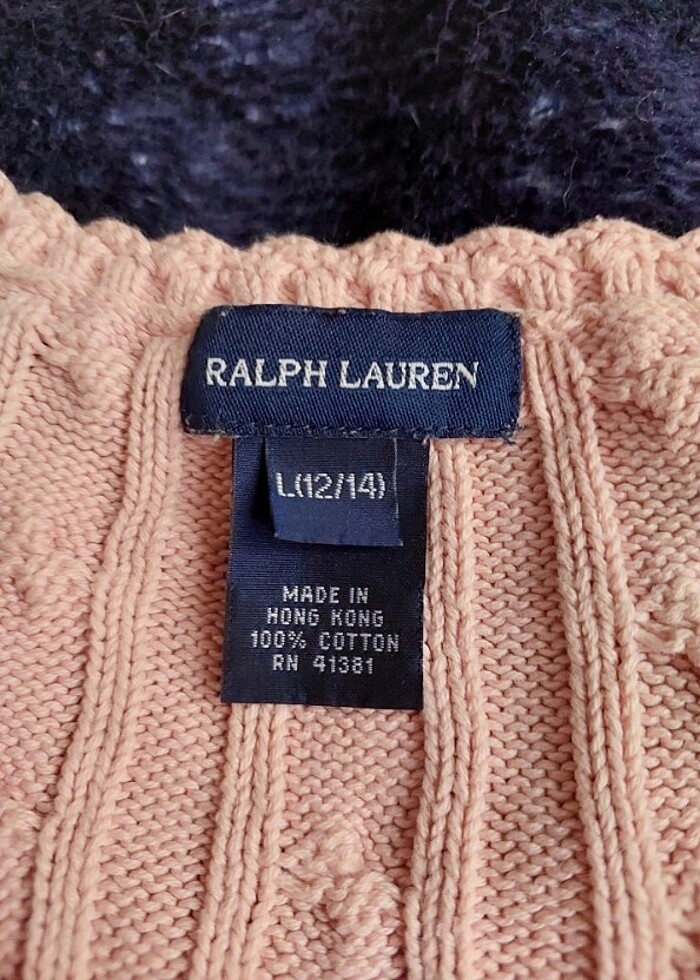 RALPH LAUREN
L(12/14)
MADE IN
HONG KONG
100% COTTON
RN 41381